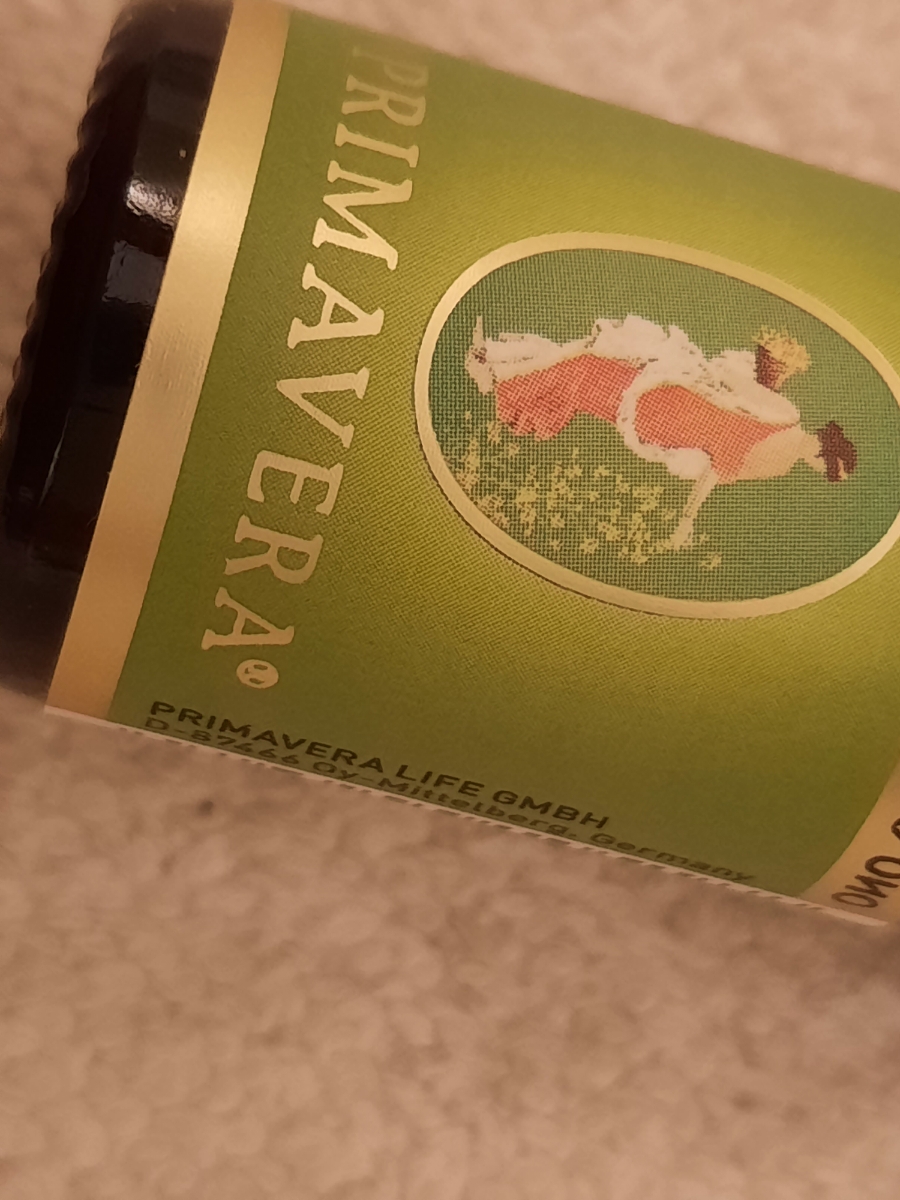 PRIMAVERA®
PRIMAVERA LIFE GMBH
D-87466 Oy-Mittelberg, Germany